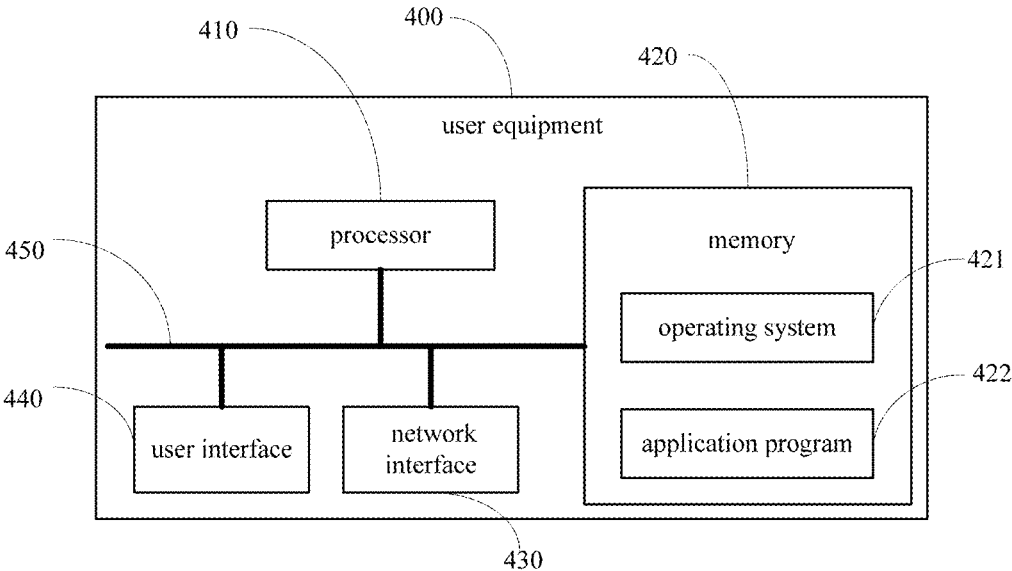 400
410
420
user equipment
processor
memory
450
421
operating system
440
422
user interface
network
interface
application program
430